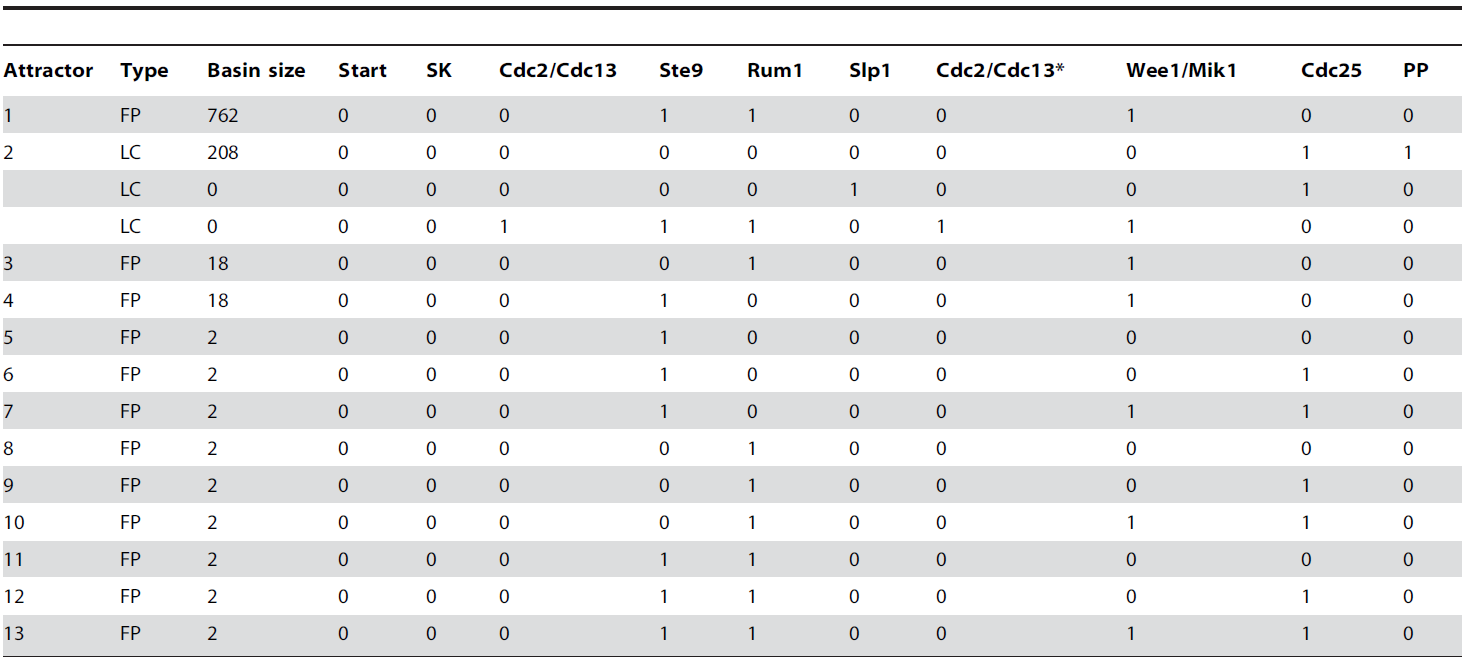 Attractor Type Basin size Start SK Cdc2/Cdc13 Ste9 Rum1 Slp1 Cdc2/Cdc13* Wee1/Mik1 Cdc25 PP
1 FP 762 0 0 0 1 1 0 0 1 0 0
2 LC 208 0 0 0 0 0 0 0 0 1 1
LC 0 0 0 0 0 0 1 0 0 1 0
LC 0 0 0 1 1 1 0 1 1 0 0
3 FP 18 0 0 0 0 1 0 0 1 0 0
4 FP 18 0 0 0 1 0 0 0 1 0 0
5 FP 2 0 0 0 1 0 0 0 0 0 0
6 FP 2 0 0 0 1 0 0 0 0 1 0
7 FP 2 0 0 0 1 0 0 0 1 1 0
8 FP 2 0 0 0 0 1 0 0 0 0 0
9 FP 2 0 0 0 0 1 0 0 0 1 0
10 FP 2 0 0 0 0 1 0 0 1 1 0
11 FP 2 0 0 0 1 1 0 0 0 0 0
12 FP 2 0 0 0 1 1 0 0 0 1 0
13 FP 2 0 0 0 1 1 0 0 1 1 0